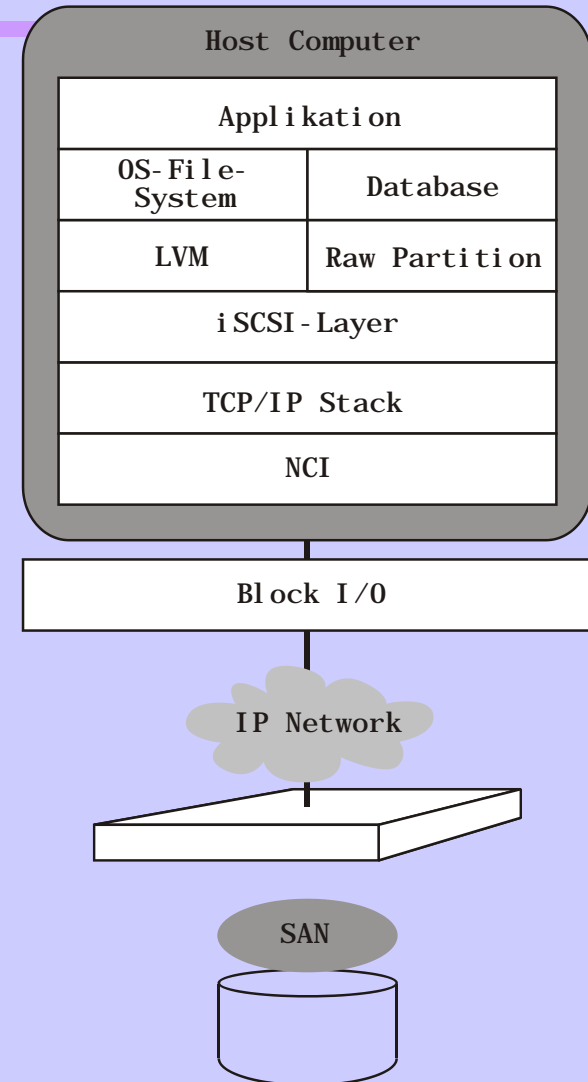 Host Computer
Applikation
OS-File-
System
Database
LVM
Raw Partition
iSCSI-Layer
TCP/IP Stack
NCI
Block I/O
IP Network
SAN